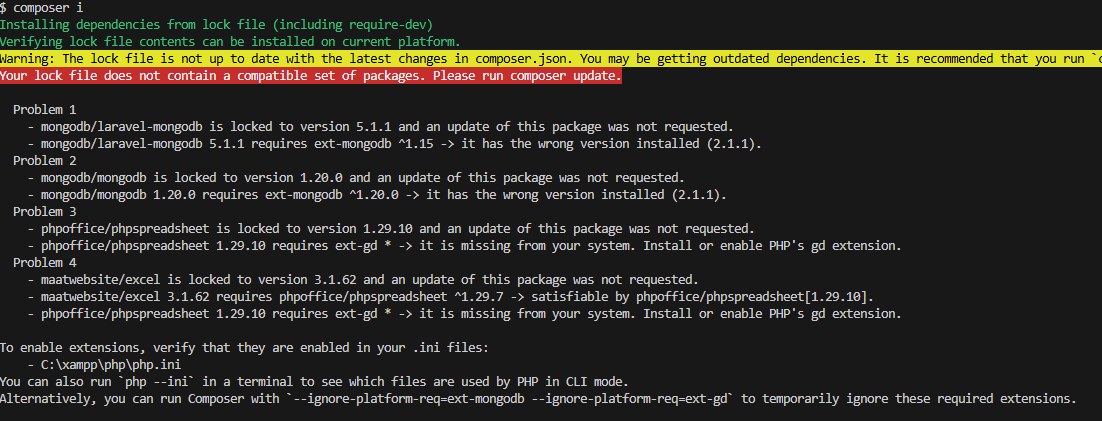 $ composer i
Installing dependencies from lock file (including require-dev)
Verifying lock file contents can be installed on current platform.
Warning: The lock file is not up to date with the latest changes in composer.json. You may be getting outdated dependencies. It is recommended that you run `c
Your lock file does not contain a compatible set of packages. Please run composer update.
Problem 1
- mongodb/laravel-mongodb is locked to version 5.1.1 and an update of this package was not requested.
- mongodb/laravel-mongodb 5.1.1 requires ext-mongodb ^1.15 -> it has the wrong version installed (2.1.1).
Problem 2
- mongodb/mongodb is locked to version 1.20.0 and an update of this package was not requested.
- mongodb/mongodb 1.20.0 requires ext-mongodb ^1.20.0 -> it has the wrong version installed (2.1.1).
Problem 3
- phpoffice/phpspreadsheet is locked to version 1.29.10 and an update of this package was not requested.
- phpoffice/phpspreadsheet 1.29.10 requires ext-gd * -> it is missing from your system. Install or enable PHP's gd extension.
Problem 4
- maatwebsite/excel is locked to version 3.1.62 and an update of this package was not requested.
- maatwebsite/excel 3.1.62 requires phpoffice/phpspreadsheet ^1.29.7 -> satisfiable by phpoffice/phpspreadsheet[1.29.10].
- phpoffice/phpspreadsheet 1.29.10 requires ext-gd * -> it is missing from your system. Install or enable PHP's gd extension.
To enable extensions, verify that they are enabled in your .ini files:
- C:\xampp\php\php.ini
You can also run `php --ini` in a terminal to see which files are used by PHP in CLI mode.
Alternatively, you can run Composer with `--ignore-platform-req=ext-mongodb --ignore-platform-req=ext-gd` to temporarily ignore these required extensions.